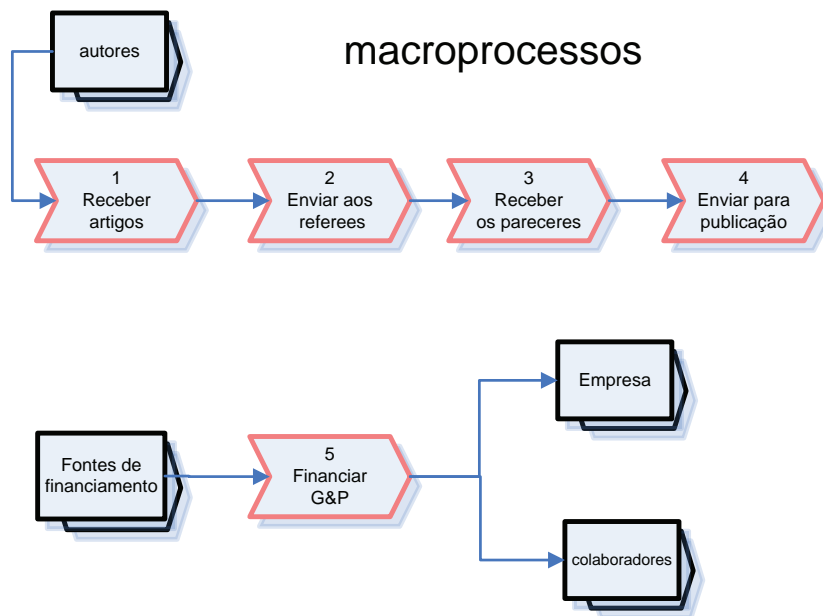 autores
macroprocessos
1
Receber
artigos
2
Enviar aos
referees
3
Receber
os pareceres
4
Enviar para
publicação
Empresa
Fontes de
financiamento
5
Financiar
G&P
colaboradores